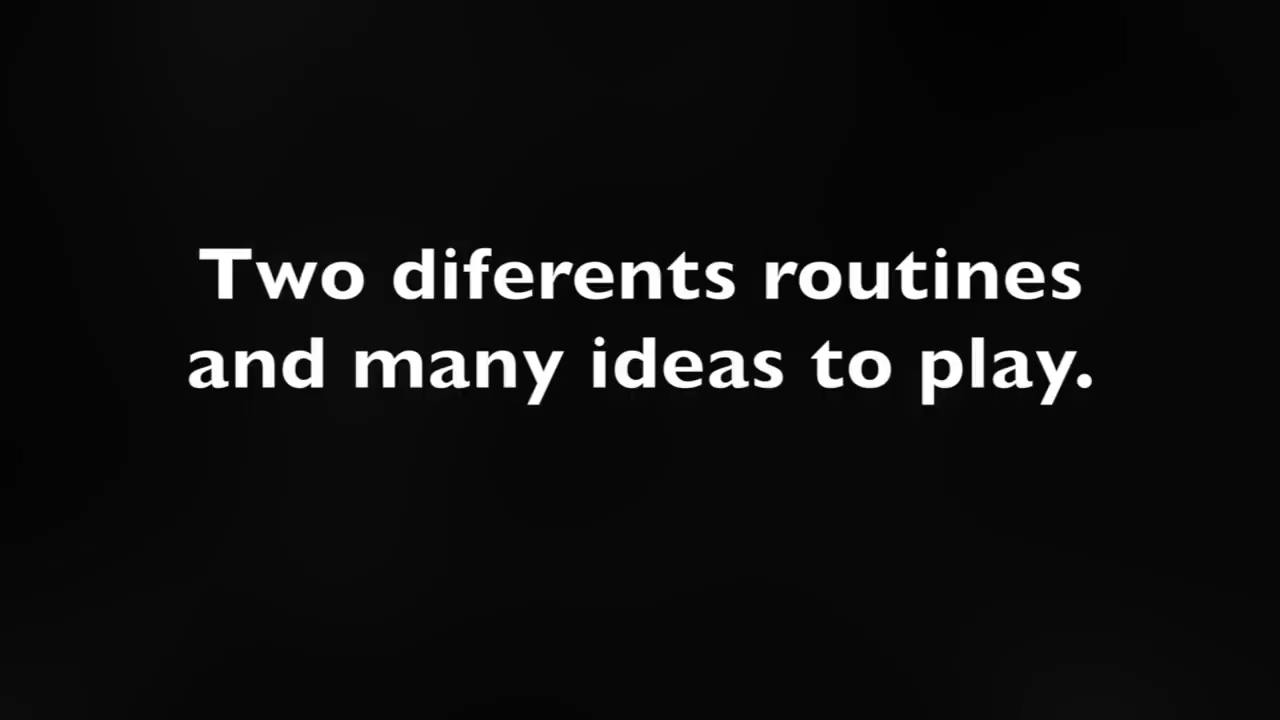 Two diferents routines
and many ideas to play.